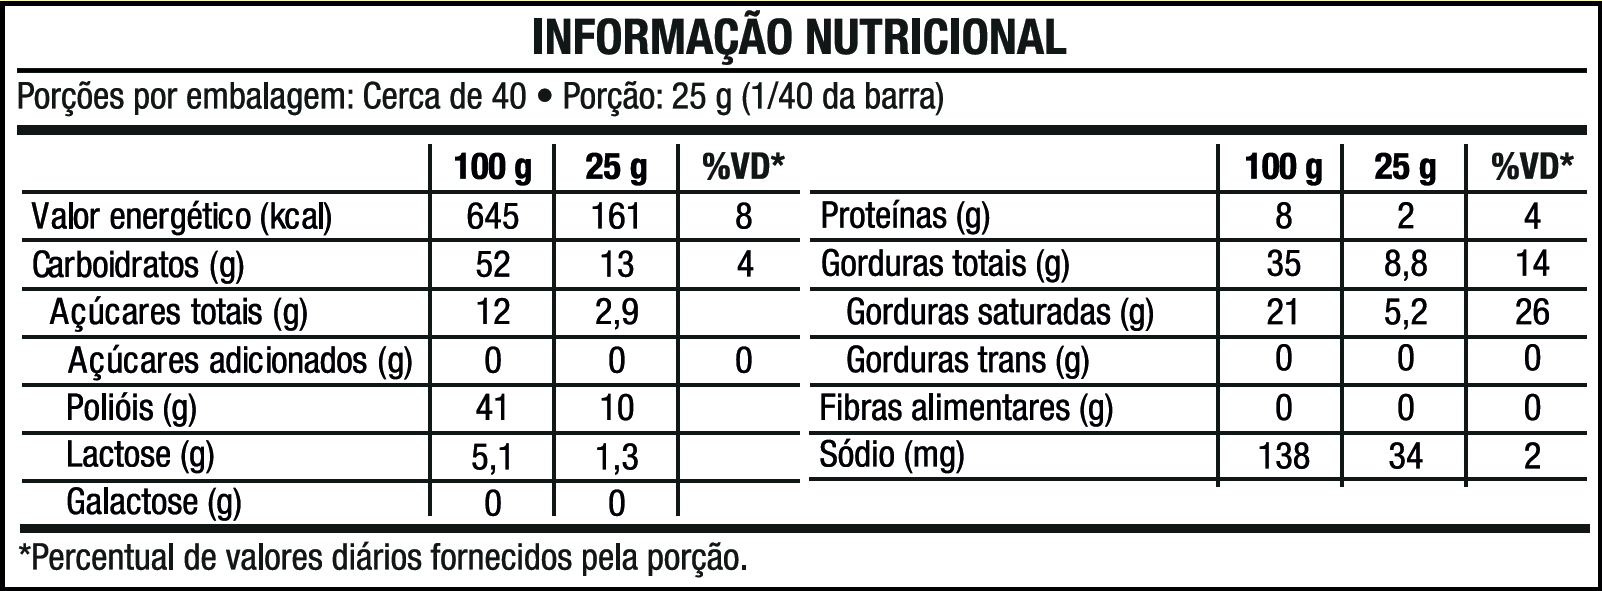 INFORMAÇÃO NUTRICIONAL
Porções por embalagem: Cerca de 40 • Porção: 25 g (1/40 da barra)
100 g 25 g %VD*
Valor energético (kcal) 645 161 8
Carboidratos (g) 52 13 4
Açúcares totais (g) 12 2,9
Açúcares adicionados (g) 0 0 0
Polióis (g) 41 10
Lactose (g) 5,1 1,3
Galactose (g) 0 0
100 g 25 g %VD*
Proteínas (g) 8 2 4
Gorduras totais (g) 35 8,8 14
Gorduras saturadas (g) 21 5,2 26
Gorduras trans (g) 0 0 0
Fibras alimentares (g) 0 0 0
Sódio (mg) 138 34 2
*Percentual de valores diários fornecidos pela porção.